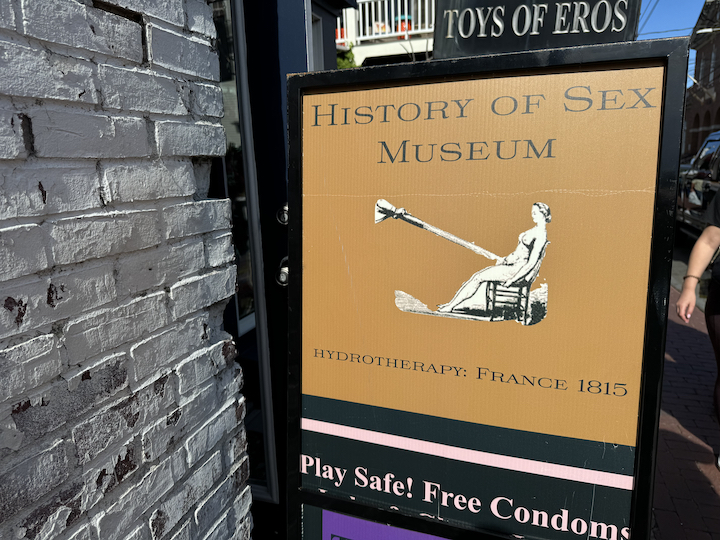 TOYS OF EROS
HISTORY OF SEX
MUSEUM
HYDROTHERAPY: FRANCE 1815
Play Safe! Free Condoms